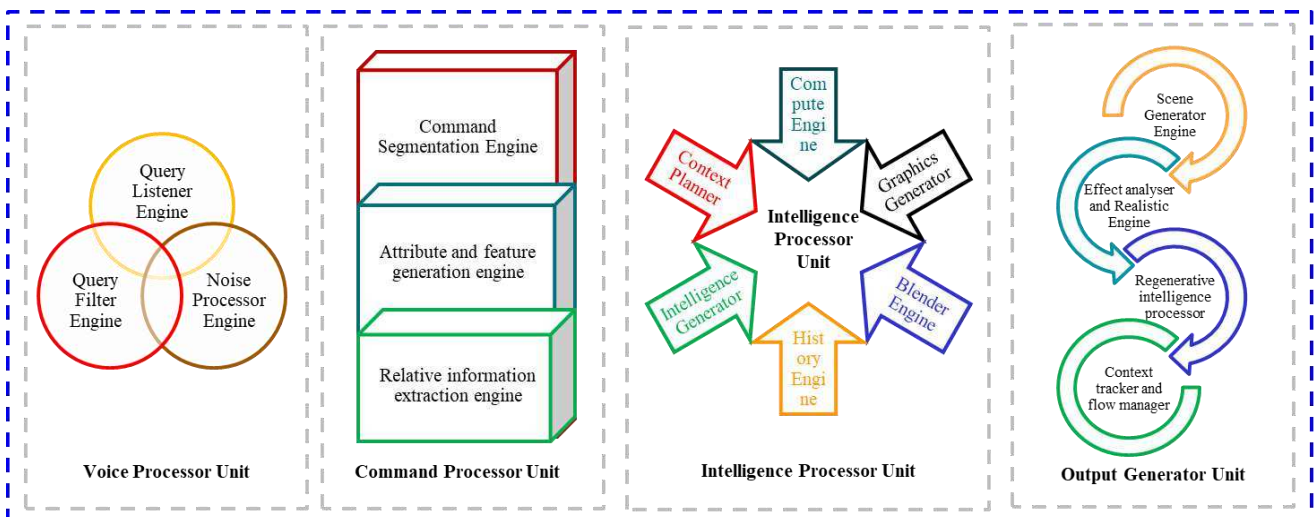 Query
Listener
Engine
Query
Filter
Engine
Noise
Processor
Engine
Voice Processor Unit
Command
Segmentation Engine
Attribute and feature
generation engine
Relative information
extraction engine
Command Processor Unit
Com
pute
Engi
ne
Context
Planner
Graphics
Generator
Intelligence
Processor
Unit
Intelligence
Generator
Blender
Engine
Hist
ory
Engi
ne
Intelligence Processor Unit
Scene
Generator
Engine
Effect analyser
and Realistic
Engine
Regenerative
intelligence
processor
Context
tracker and
flow manager
Output Generator Unit